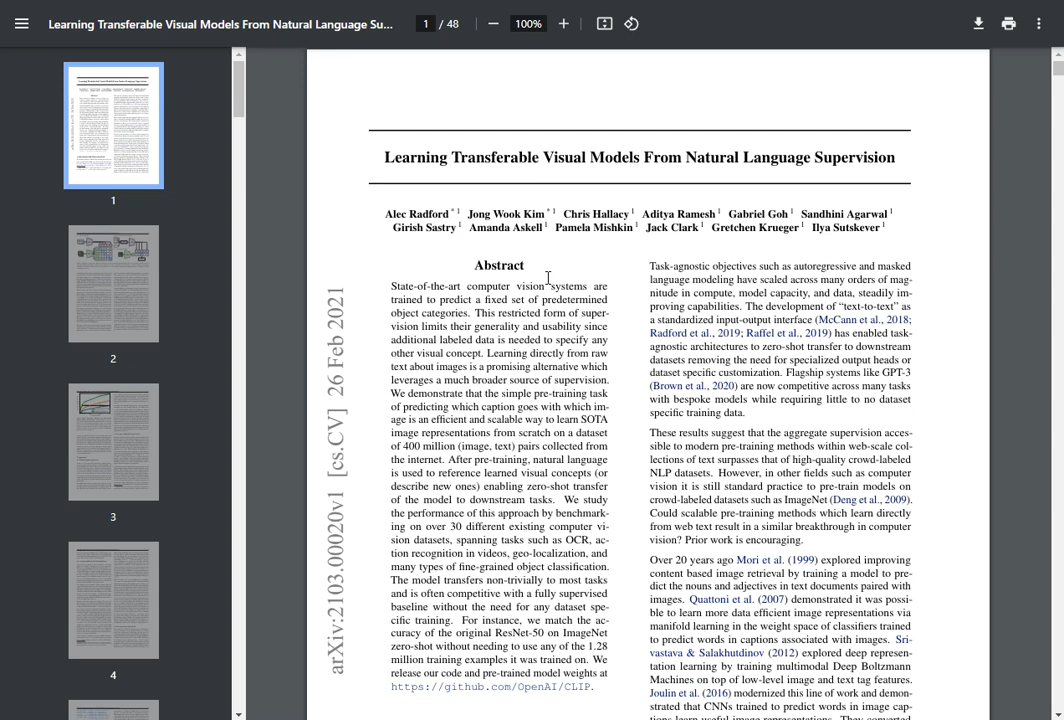 Learning Transferable Visual Models From Natural Language Su...
1 / 48
100%
1
2
3
4
arXiv:2103.00020v1 [cs.CV] 26 Feb 2021
Learning Transferable Visual Models From Natural Language Supervision
Alec Radford * 1 Jong Wook Kim * 1 Chris Hallacy 1 Aditya Ramesh 1 Gabriel Goh 1 Sandhini Agarwal 1
Girish Sastry 1 Amanda Askell 1 Pamela Mishkin 1 Jack Clark 1 Gretchen Krueger 1 Ilya Sutskever 1
Abstract
State-of-the-art computer vision systems are
trained to predict a fixed set of predetermined
object categories. This restricted form of super-
vision limits their generality and usability since
additional labeled data is needed to specify any
other visual concept. Learning directly from raw
text about images is a promising alternative which
leverages a much broader source of supervision.
We demonstrate that the simple pre-training task
of predicting which caption goes with which im-
age is an efficient and scalable way to learn SOTA
image representations from scratch on a dataset
of 400 million (image, text) pairs collected from
the internet. After pre-training, natural language
is used to reference learned visual concepts (or
describe new ones) enabling zero-shot transfer
of the model to downstream tasks. We study
the performance of this approach by benchmark-
ing on over 30 different existing computer vi-
sion datasets, spanning tasks such as OCR, ac-
tion recognition in videos, geo-localization, and
many types of fine-grained object classification.
The model transfers non-trivially to most tasks
and is often competitive with a fully supervised
baseline without the need for any dataset spe-
cific training. For instance, we match the ac-
curacy of the original ResNet-50 on ImageNet
zero-shot without needing to use any of the 1.28
million training examples it was trained on. We
release our code and pre-trained model weights at
https://github.com/OpenAI/CLIP.
Task-agnostic objectives such as autoregressive and masked
language modeling have scaled across many orders of mag-
nitude in compute, model capacity, and data, steadily im-
proving capabilities. The development of “text-to-text” as
a standardized input-output interface (McCann et al., 2018;
Radford et al., 2019; Raffel et al., 2019) has enabled task-
agnostic architectures to zero-shot transfer to downstream
datasets removing the need for specialized output heads or
dataset specific customization. Flagship systems like GPT-3
(Brown et al., 2020) are now competitive across many tasks
with bespoke models while requiring little to no dataset
specific training data.
These results suggest that the aggregate supervision acces-
sible to modern pre-training methods within web-scale col-
lections of text surpasses that of high-quality crowd-labeled
NLP datasets. However, in other fields such as computer
vision it is still standard practice to pre-train models on
crowd-labeled datasets such as ImageNet (Deng et al., 2009).
Could scalable pre-training methods which learn directly
from web text result in a similar breakthrough in computer
vision? Prior work is encouraging.
Over 20 years ago Mori et al. (1999) explored improving
content based image retrieval by training a model to pre-
dict the nouns and adjectives in text documents paired with
images. Quattoni et al. (2007) demonstrated it was possi-
ble to learn more data efficient image representations via
manifold learning in the weight space of classifiers trained
to predict words in captions associated with images. Sri-
vastava & Salakhutdinov (2012) explored deep represen-
tation learning by training multimodal Deep Boltzmann
Machines on top of low-level image and text tag features.
Joulin et al. (2016) modernized this line of work and demon-
strated that CNNs trained to predict words in image cap-
tions learn useful image representations. They converted